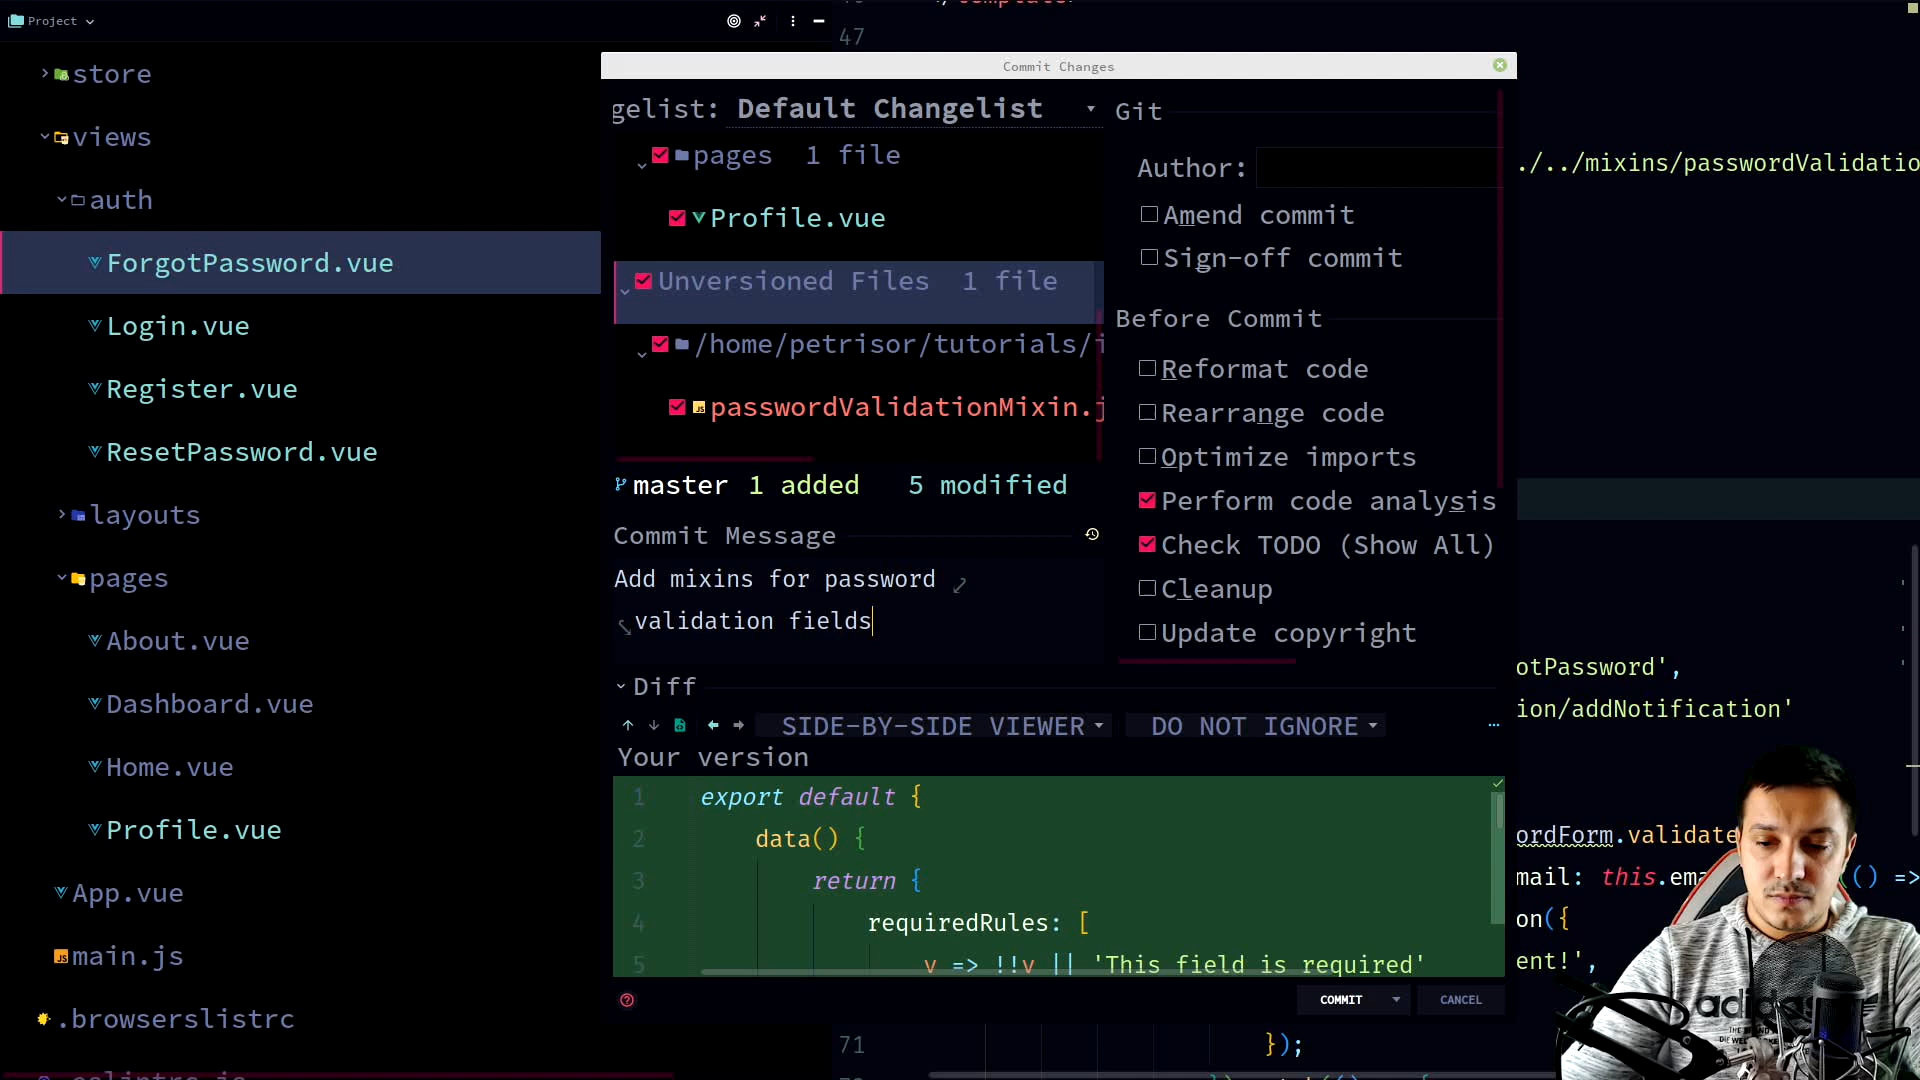 Project
store
views
auth
ForgotPassword.vue
Login.vue
Register.vue
ResetPassword.vue
layouts
pages
About.vue
Dashboard.vue
Home.vue
Profile.vue
App.vue
main.js
.browserslistrc
47
Commit Changes
gelist: Default Changelist
pages 1 file
Profile.vue
Unversioned Files 1 file
/home/petrisor/tutorials/i
passwordValidationMixin.j
master 1 added 5 modified
Commit Message
Add mixins for password
validation fields
Git
Author:
Amend commit
Sign-off commit
Before Commit
Reformat code
Rearrange code
Optimize imports
Perform code analysis
Check TODO (Show All)
Cleanup
Update copyright
Diff
SIDE-BY-SIDE VIEWER DO NOT IGNORE
Your version
1 export default {
2 data() {
3 return {
4 requiredRules: [
5 v => !!v || 'This field is required'
COMMIT CANCEL
./../mixins/passwordValidatio
otPassword',
ion/addNotification'
ordForm.validate
mail: this.ema () =>
on({
ent!',
71 });
adidas